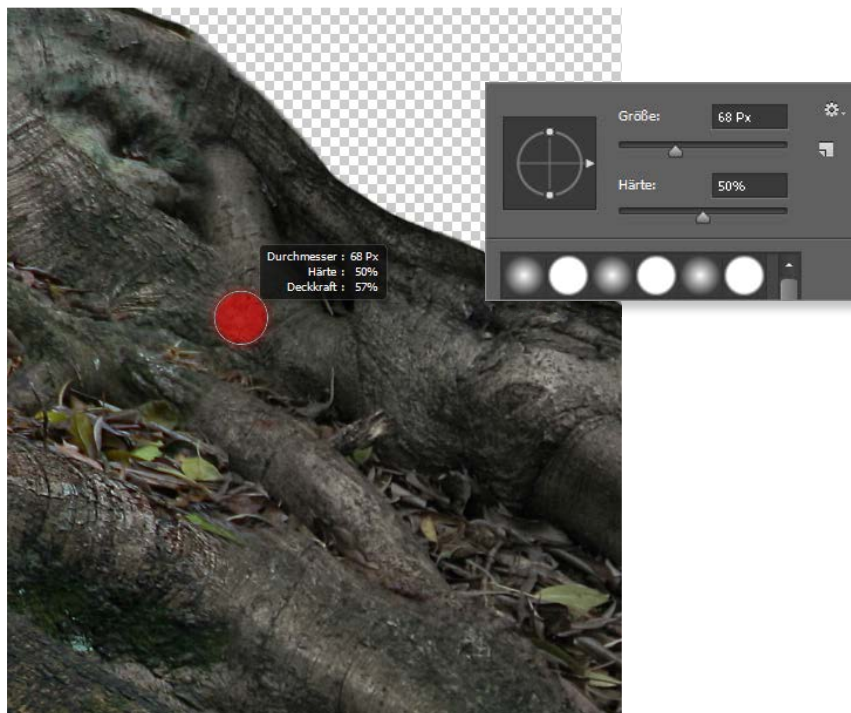 Größe:
68 Px
Härte:
50%
Durchmesser : 68 Px
Härte : 50%
Deckkraft : 57%